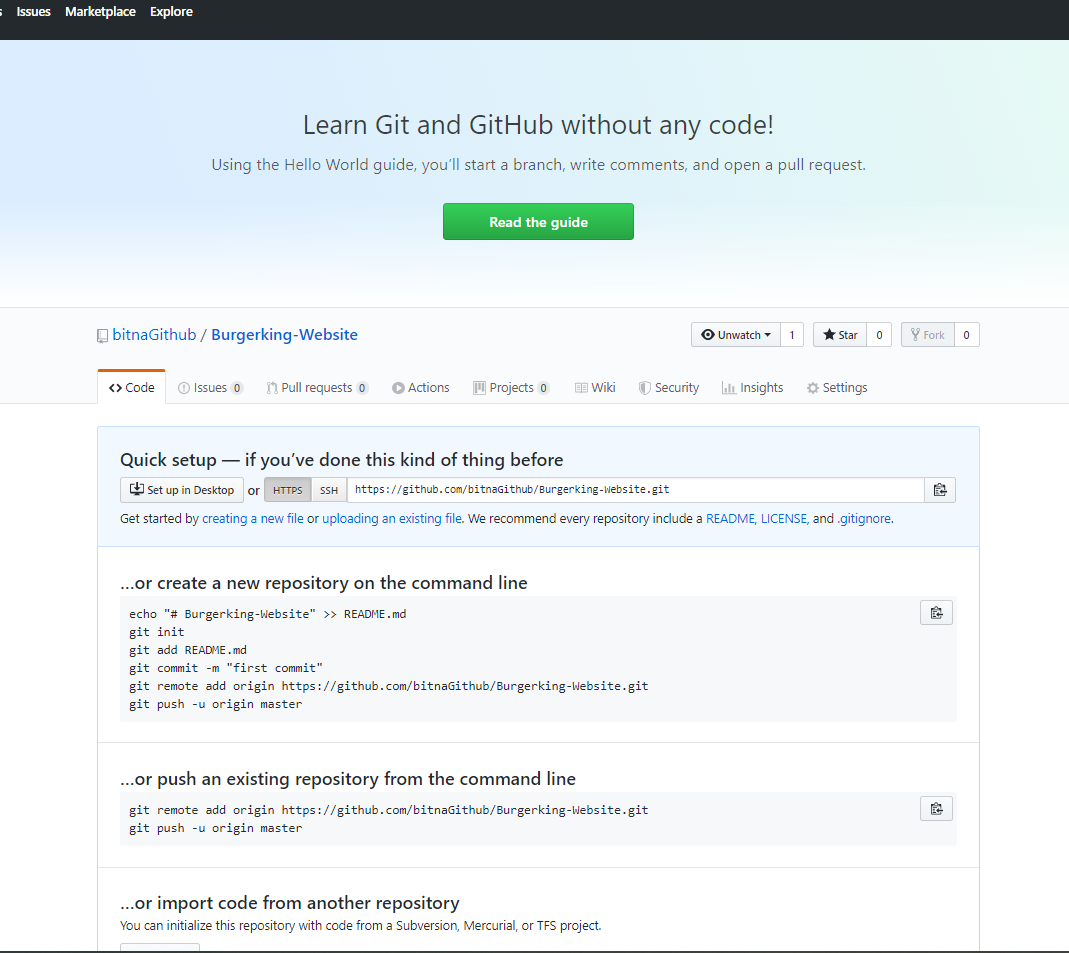 s Issues Marketplace Explore
Learn Git and GitHub without any code!
Using the Hello World guide, you’ll start a branch, write comments, and open a pull request.
Read the guide
bitnaGithub / Burgerking-Website
Unwatch 1 Star 0 Fork 0
Code Issues 0 Pull requests 0 Actions Projects 0 Wiki Security Insights Settings
Quick setup — if you’ve done this kind of thing before
Set up in Desktop or HTTPS SSH https://github.com/bitnaGithub/Burgerking-Website.git
Get started by creating a new file or uploading an existing file. We recommend every repository include a README, LICENSE, and .gitignore.
…or create a new repository on the command line
echo "# Burgerking-Website" >> README.md
git init
git add README.md
git commit -m "first commit"
git remote add origin https://github.com/bitnaGithub/Burgerking-Website.git
git push -u origin master
…or push an existing repository from the command line
git remote add origin https://github.com/bitnaGithub/Burgerking-Website.git
git push -u origin master
…or import code from another repository
You can initialize this repository with code from a Subversion, Mercurial, or TFS project.